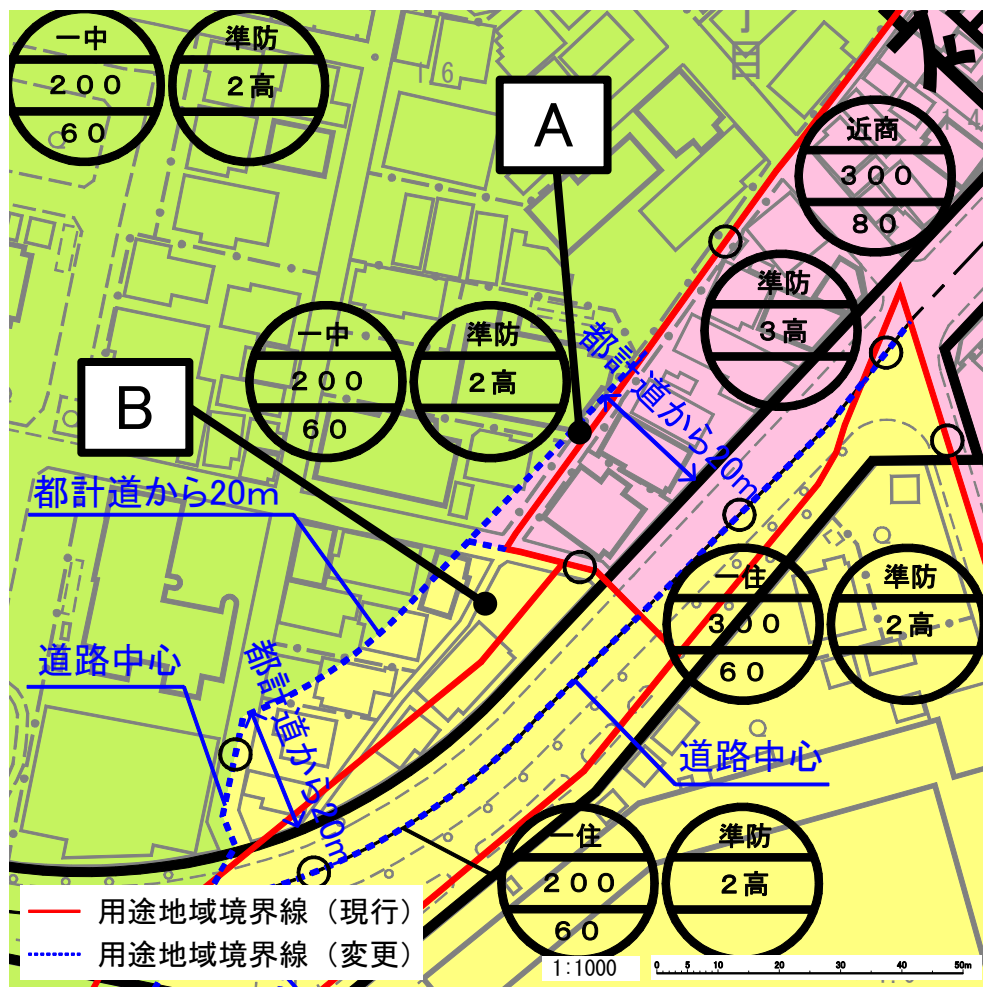 一中
200
60
準防
2高
16
A
近商
300
80
14
準防
3高
一中
200
60
準防
2高
都計道から20m
B
都計道から20m
一住
300
60
準防
2高
道路中心
都計道から20m
道路中心
一住
200
60
準防
2高
用途地域境界線（現行）
用途地域境界線（変更）
1:1000
0 5 10 20 30 40 50m